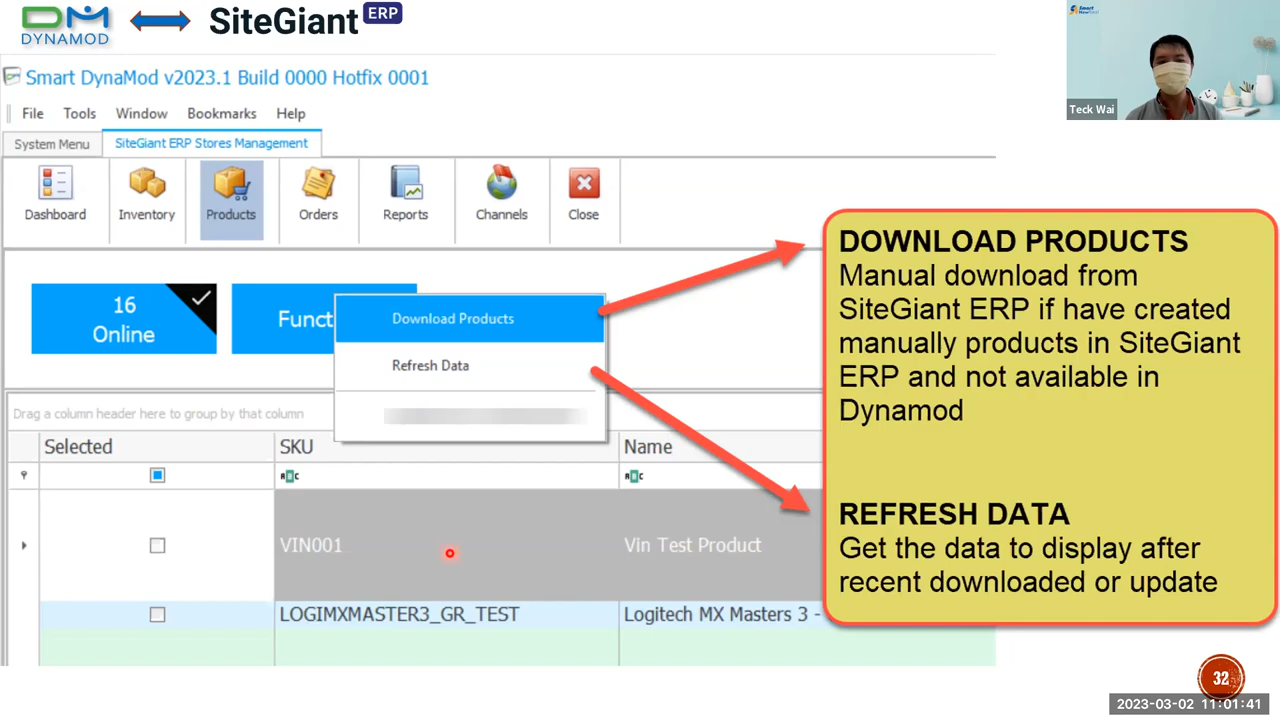 DM
DYNAMOD
SiteGiant ERP
Smart
Teck Wai
Smart DynaMod v2023.1 Build 0000 Hotfix 0001
File Tools Window Bookmarks Help
System Menu SiteGiant ERP Stores Management
Dashboard Inventory Products Orders Reports Channels Close
16
Online
Funct
Download Products
Refresh Data
Drag a column header here to group by that column
Selected SKU Name
ABC ABC
VIN001 Vin Test Product
LOGIMXMASTER3_GR_TEST Logitech MX Masters 3 -
DOWNLOAD PRODUCTS
Manual download from
SiteGiant ERP if have created
manually products in SiteGiant
ERP and not available in
Dynamod
REFRESH DATA
Get the data to display after
recent downloaded or update
32
2023-03-02 11:01:41